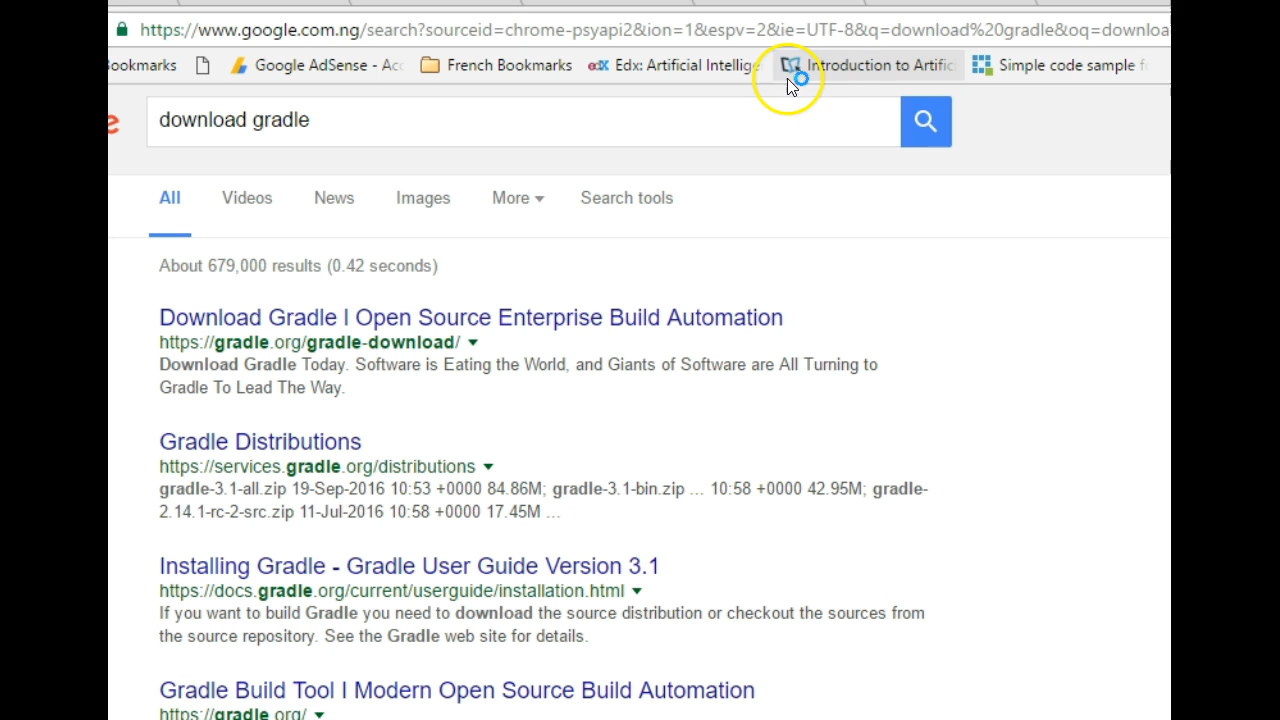 https://www.google.com.ng/search?sourceid=chrome-psyapi2&ion=1&espv=2&ie=UTF-8&q=download%20gradle&oq=downloa
ookmarks Google AdSense - Ac French Bookmarks edX Edx: Artificial Intellige Introduction to Artific Simple code sample f
e download gradle
All Videos News Images More Search tools
About 679,000 results (0.42 seconds)
Download Gradle | Open Source Enterprise Build Automation
https://gradle.org/gradle-download/
Download Gradle Today. Software is Eating the World, and Giants of Software are All Turning to
Gradle To Lead The Way.
Gradle Distributions
https://services.gradle.org/distributions
gradle-3.1-all.zip 19-Sep-2016 10:53 +0000 84.86M; gradle-3.1-bin.zip ... 10:58 +0000 42.95M; gradle-
2.14.1-rc-2-src.zip 11-Jul-2016 10:58 +0000 17.45M ...
Installing Gradle - Gradle User Guide Version 3.1
https://docs.gradle.org/current/userguide/installation.html
If you want to build Gradle you need to download the source distribution or checkout the sources from
the source repository. See the Gradle web site for details.
Gradle Build Tool | Modern Open Source Build Automation
https://gradle.org/